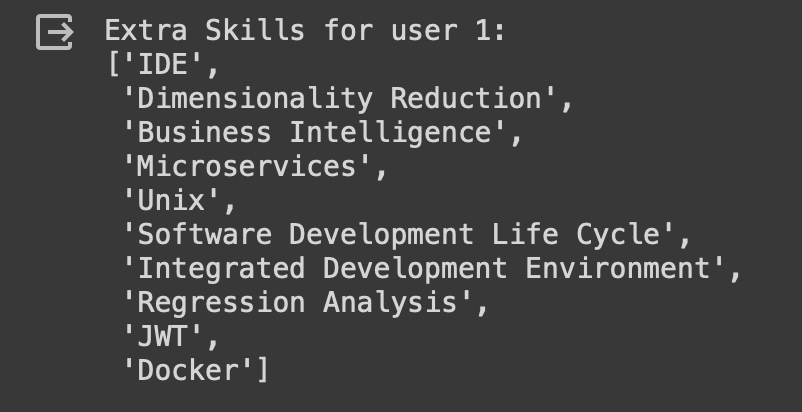 Extra Skills for user 1:
['IDE',
'Dimensionality Reduction',
'Business Intelligence',
'Microservices',
'Unix',
'Software Development Life Cycle',
'Integrated Development Environment',
'Regression Analysis',
'JWT',
'Docker']